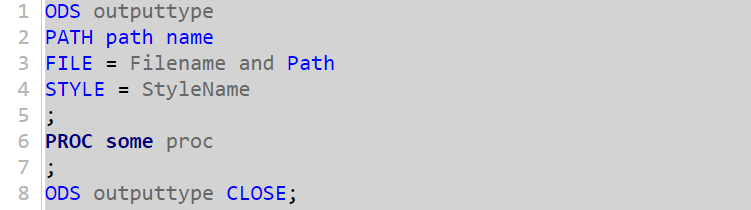 1 ODS outputtype
2 PATH path name
3 FILE = Filename and Path
4 STYLE = StyleName
5 ;
6 PROC some proc
7 ;
8 ODS outputtype CLOSE;